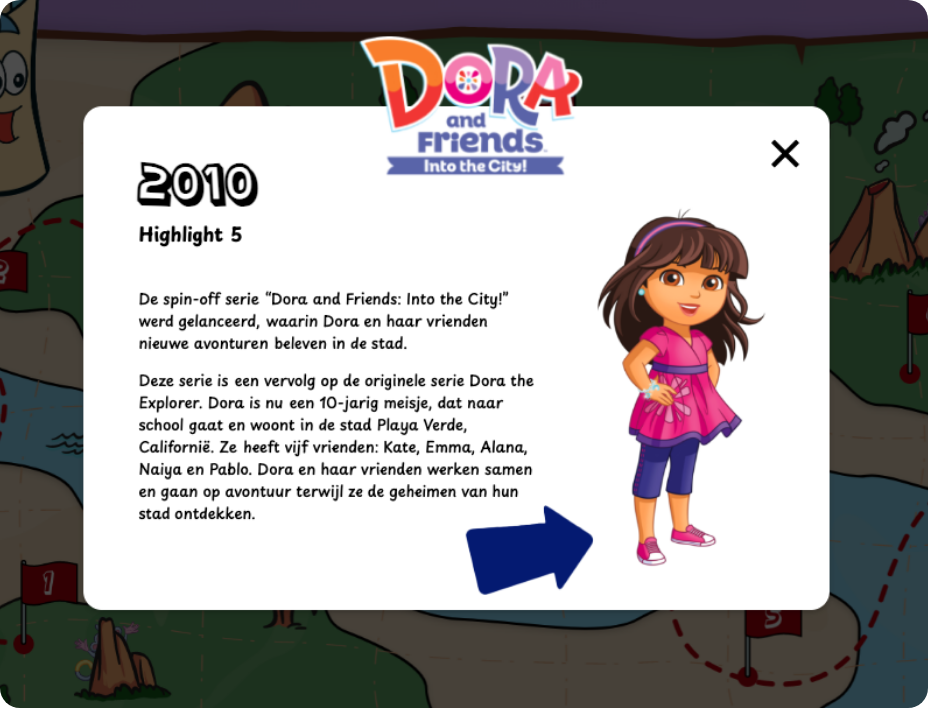 DORA
and
Friends
Into the City!
2010
Highlight 5
De spin-off serie “Dora and Friends: Into the City!”
werd gelanceerd, waarin Dora en haar vrienden
nieuwe avonturen beleven in de stad.
Deze serie is een vervolg op de originele serie Dora the
Explorer. Dora is nu een 10-jarig meisje, dat naar
school gaat en woont in de stad Playa Verde,
Californië. Ze heeft vijf vrienden: Kate, Emma, Alana,
Naiya en Pablo. Dora en haar vrienden werken samen
en gaan op avontuur terwijl ze de geheimen van hun
stad ontdekken.
1
5